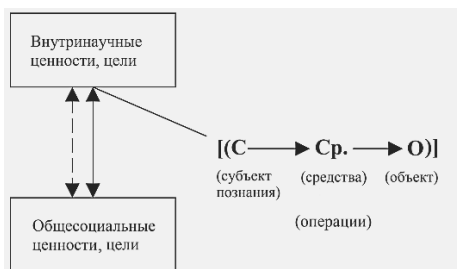 Внутринаучные
ценности, цели
[(С Ср. О)]
(субъект (средства) (объект)
познания)
(операции)
Общесоциальные
ценности, цели